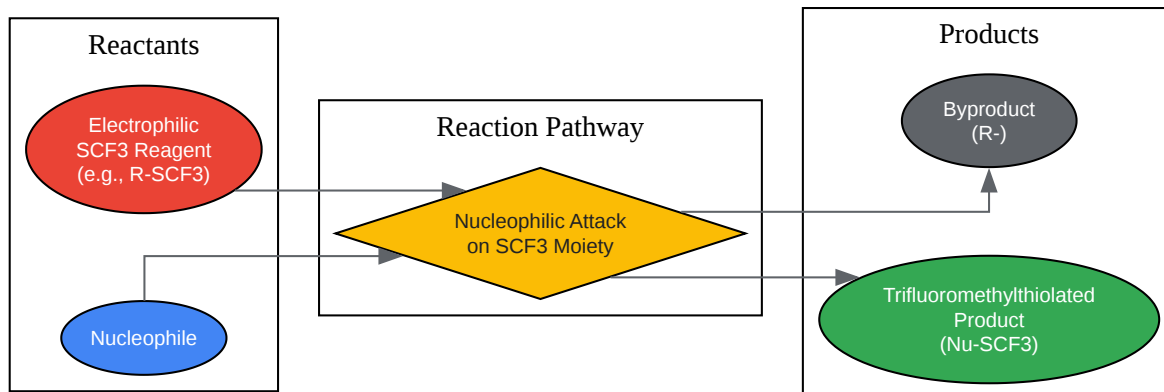 Reactants
Electrophilic
SCF3 Reagent
(e.g., R-SCF3)
Nucleophile
Reaction Pathway
Nucleophilic Attack
on SCF3 Moiety
Products
Byproduct
(R-)
Trifluoromethylthiolated
Product
(Nu-SCF3)